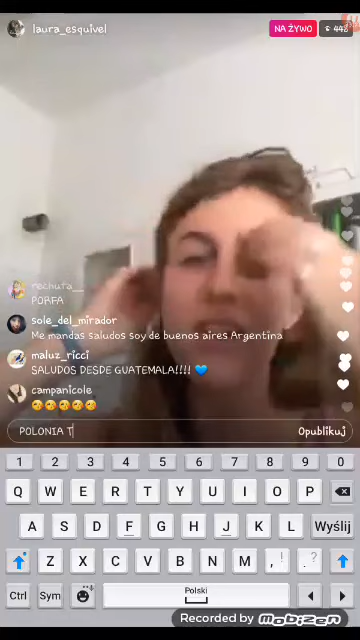 laura_esquivel
NA ŻYWO
442
rochuta__
PORFA
sole_del_mirador
Me mandas saludos soy de buenos aires Argentina
maluz_ricci
SALUDOS DESDE GUATEMALA!!!! 💙
campanicole
POLONIA T
Opublikuj
1 2 3 4 5 6 7 8 9 0
Q W E R T Y U I O P
A S D F G H J K L Wyślij
Z X C V B N M , ! . ?
Ctrl Sym Polski
Recorded by mobizen